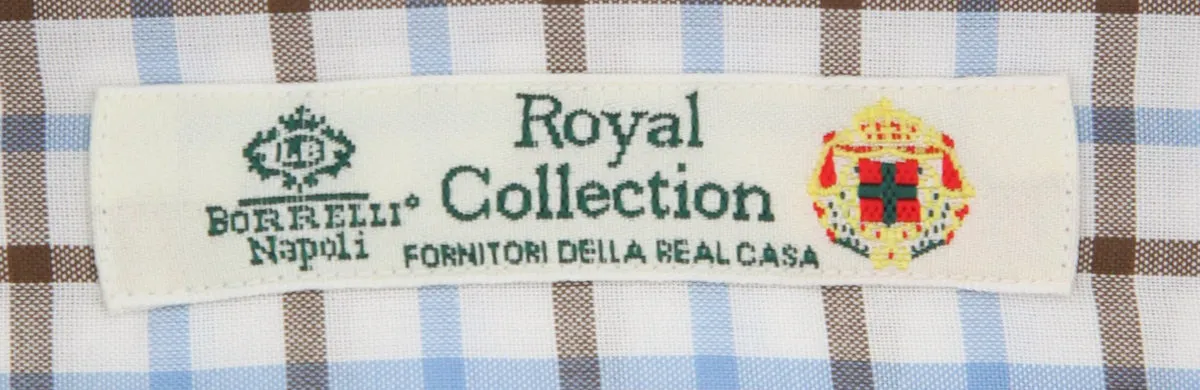 LB
BORRELLI
Napoli
Royal
Collection
FORNITORI DELLA REAL CASA